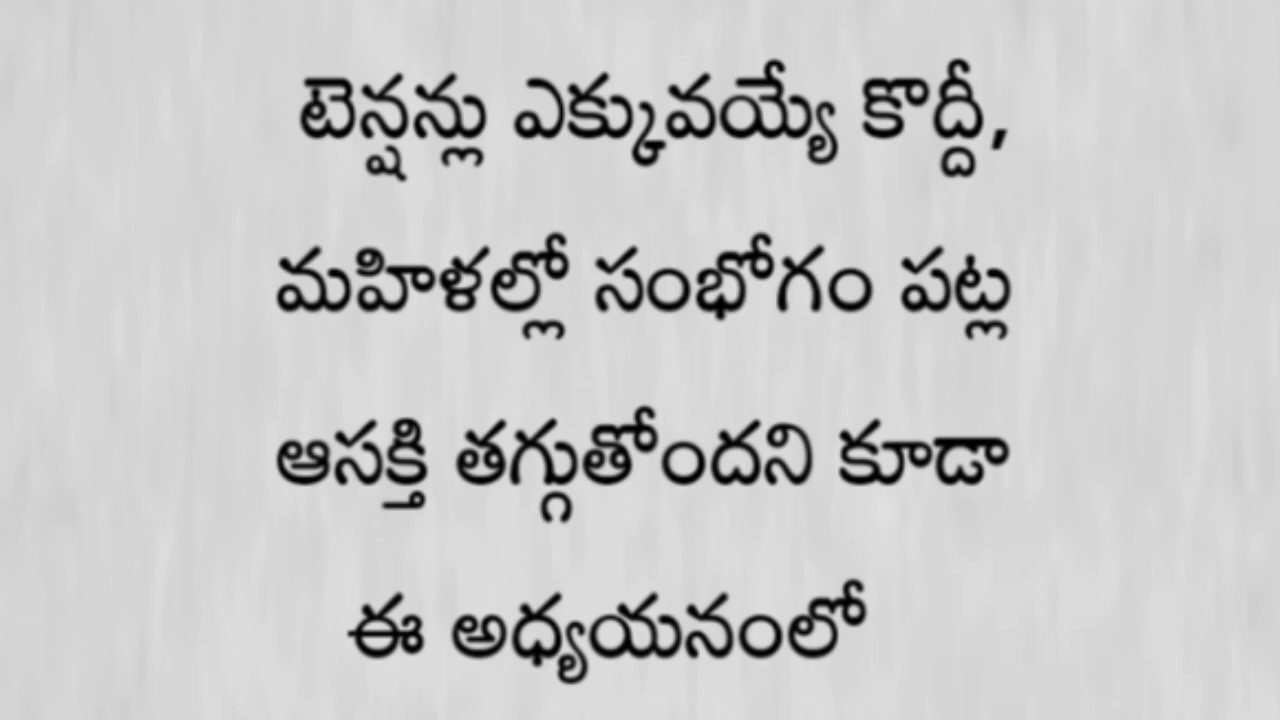 టెన్షన్లు ఎక్కువయ్యే కొద్దీ,
మహిళల్లో సంభోగం పట్ల
ఆసక్తి తగ్గుతోందని కూడా
ఈ అధ్యయనంలో